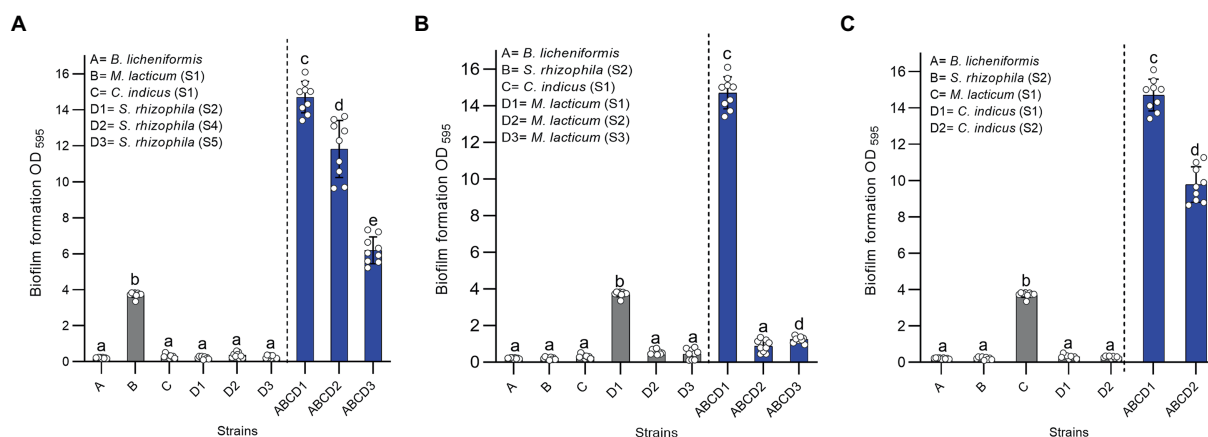 A
A= B. licheniformis
B= M. lacticum (S1)
C= C. indicus (S1)
D1= S. rhizophila (S2)
D2= S. rhizophila (S4)
D3= S. rhizophila (S5)
Biofilm formation OD 595
16
14
12
10
8
6
4
2
0
a
b
a
a
a
a
c
d
e
A
B
C
D1
D2
D3
ABCD1
ABCD2
ABCD3
Strains
B
A= B. licheniformis
B= S. rhizophila (S2)
C= C. indicus (S1)
D1= M. lacticum (S1)
D2= M. lacticum (S2)
D3= M. lacticum (S3)
Biofilm formation OD 595
16
14
12
10
8
6
4
2
0
a
a
a
b
a
a
c
a
d
A
B
C
D1
D2
D3
ABCD1
ABCD2
ABCD3
Strains
C
A= B. licheniformis
B= S. rhizophila (S2)
C= M. lacticum (S1)
D1= C. indicus (S1)
D2= C. indicus (S2)
Biofilm formation OD 595
16
14
12
10
8
6
4
2
0
a
a
b
a
a
c
d
A
B
C
D1
D2
ABCD1
ABCD2
Strains